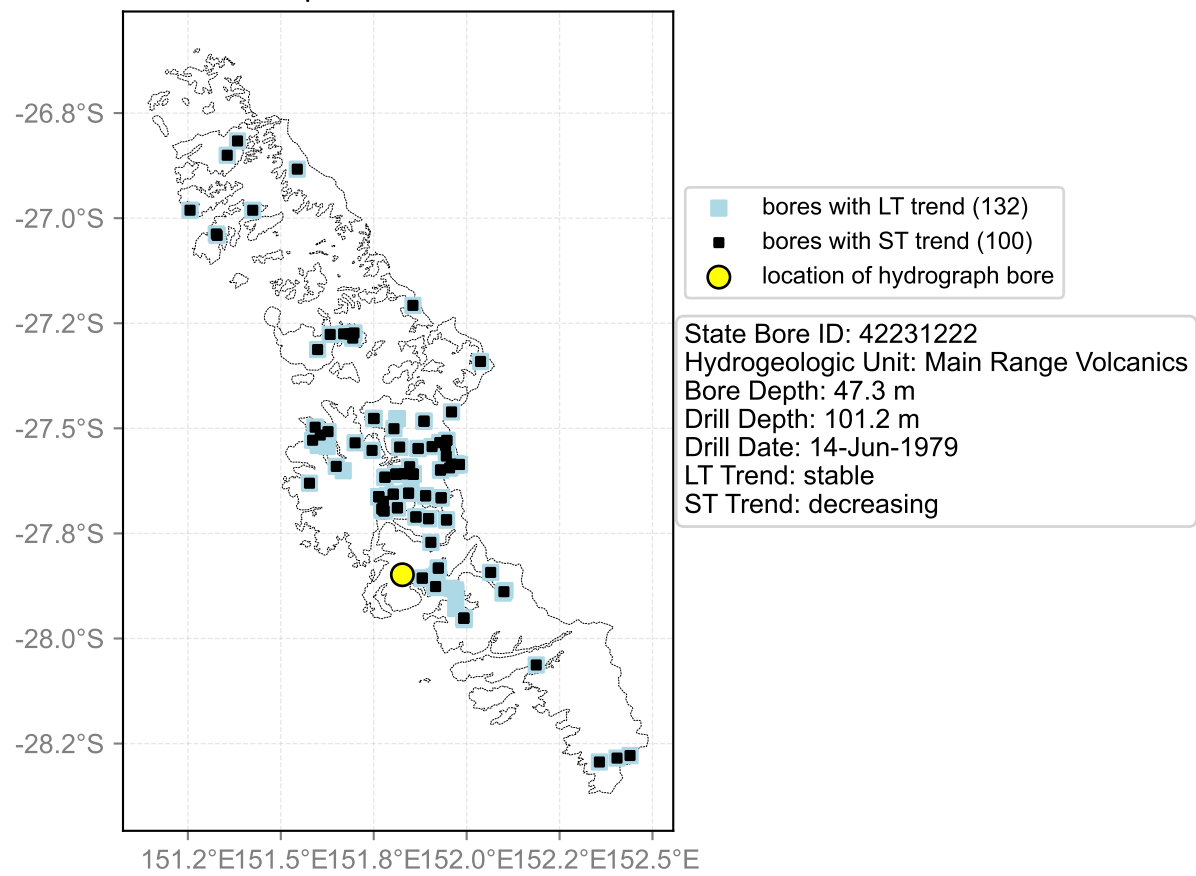 -26.8°S
-27.0°S
-27.2°S
-27.5°S
-27.8°S
-28.0°S
-28.2°S
151.2°E151.5°E151.8°E152.0°E152.2°E152.5°E
bores with LT trend (132)
bores with ST trend (100)
location of hydrograph bore
State Bore ID: 42231222
Hydrogeologic Unit: Main Range Volcanics
Bore Depth: 47.3 m
Drill Depth: 101.2 m
Drill Date: 14-Jun-1979
LT Trend: stable
ST Trend: decreasing